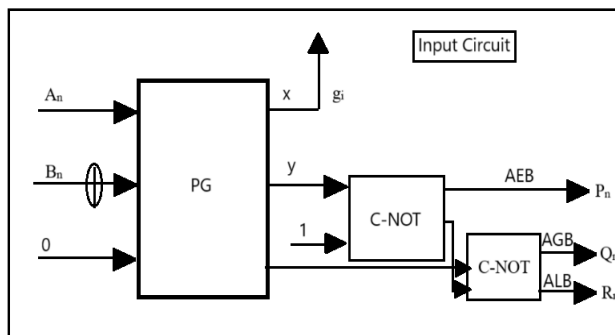 Input Circuit
Aₙ
x
gᵢ
Bₙ
PG
y
AEB
Pₙ
1
C-NOT
0
AGB
C-NOT
ALB